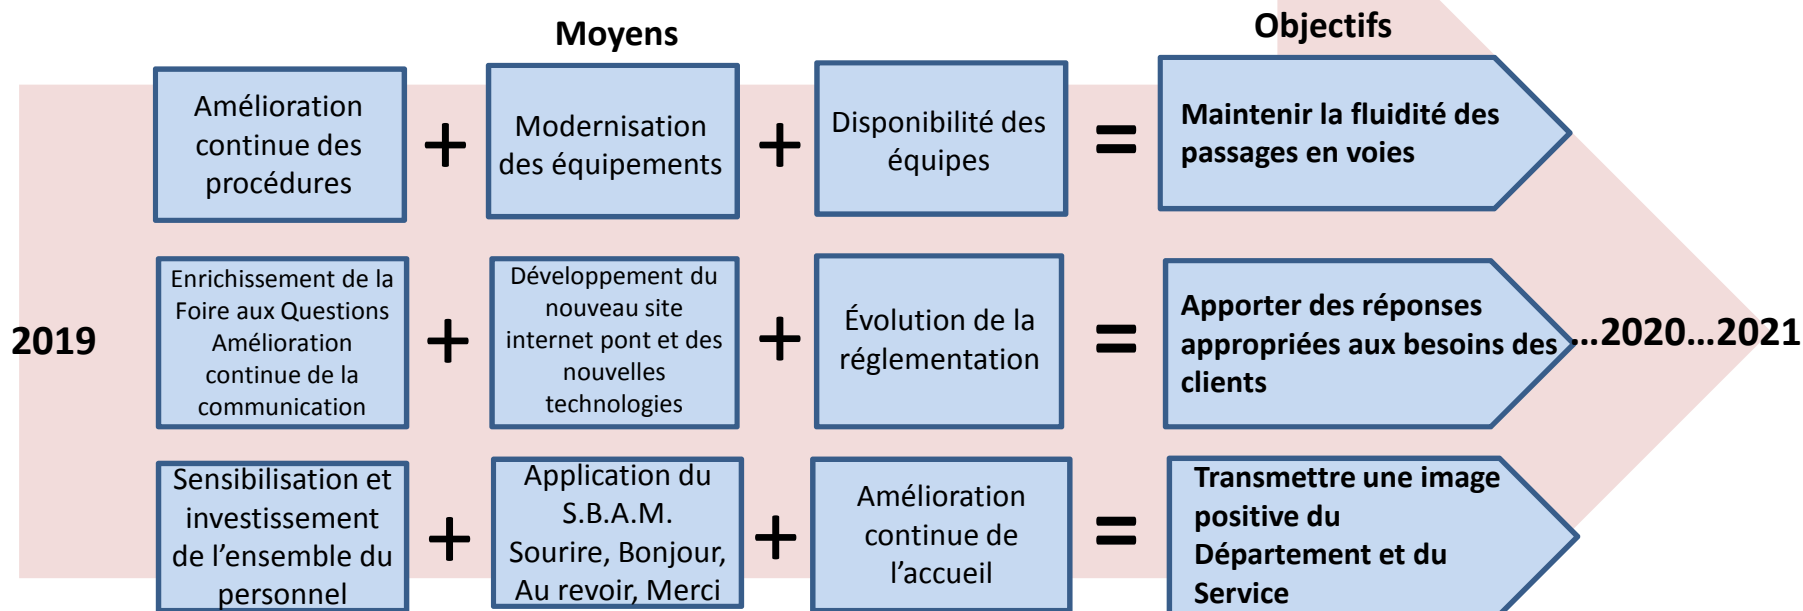 Moyens
Objectifs
Amélioration
continue des
procédures
+
Modernisation
des équipements
+
Disponibilité des
équipes
=
Maintenir la fluidité des
passages en voies
2019
Enrichissement de la
Foire aux Questions
Amélioration
continue de la
communication
+
Développement du
nouveau site
internet pont et des
nouvelles
technologies
+
Évolution de la
réglementation
=
Apporter des réponses
appropriées aux besoins des
clients
...2020...2021
Sensibilisation et
investissement
de l’ensemble du
personnel
+
Application du
S.B.A.M.
Sourire, Bonjour,
Au revoir, Merci
+
Amélioration
continue de
l’accueil
=
Transmettre une image
positive du
Département et du
Service